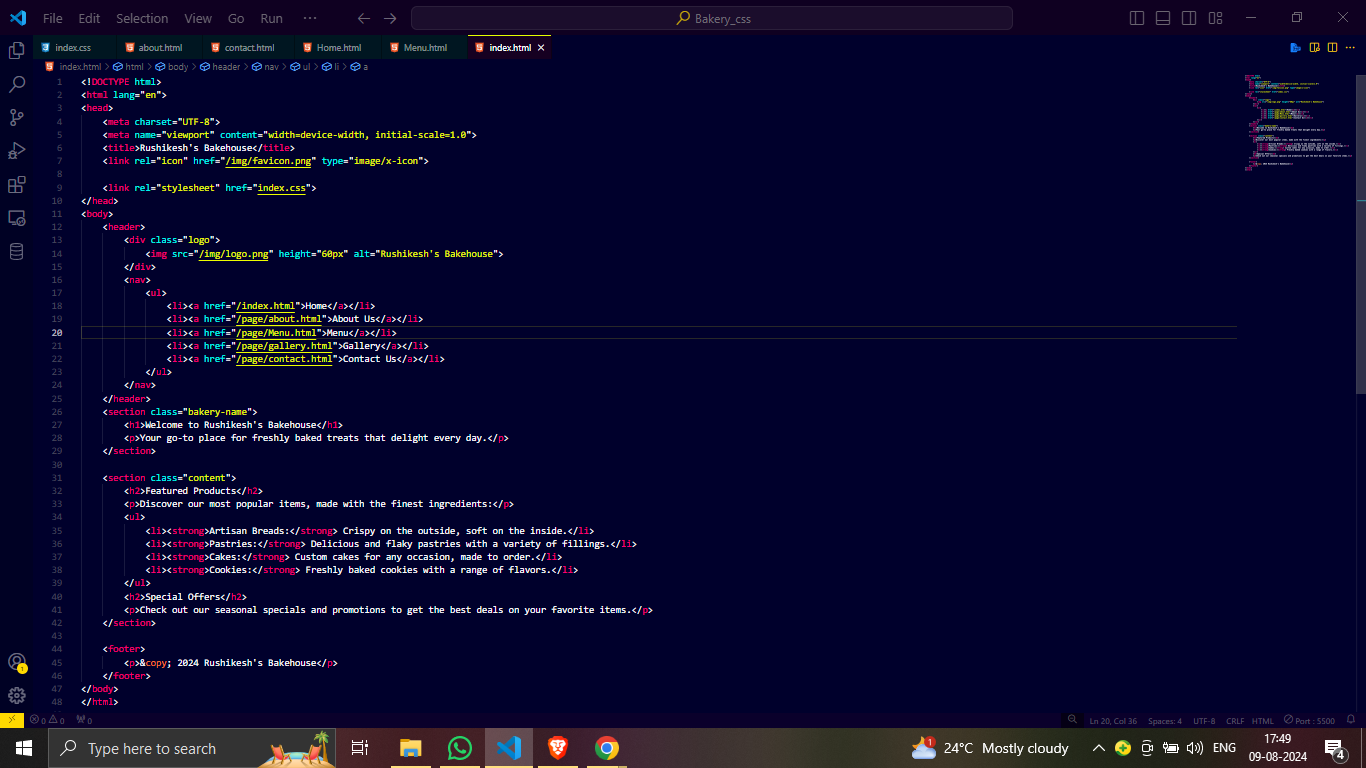 File Edit Selection View Go Run ··· Bakery_css
index.css about.html contact.html Home.html Menu.html index.html
index.html > html > body > header > nav > ul > li > a
1 <!DOCTYPE html>
2 <html lang="en">
3 <head>
4 <meta charset="UTF-8">
5 <meta name="viewport" content="width=device-width, initial-scale=1.0">
6 <title>Rushikesh's Bakehouse</title>
7 <link rel="icon" href="/img/favicon.png" type="image/x-icon">
8
9 <link rel="stylesheet" href="index.css">
10 </head>
11 <body>
12 <header>
13 <div class="logo">
14 <img src="/img/logo.png" height="60px" alt="Rushikesh's Bakehouse">
15 </div>
16 <nav>
17 <ul>
18 <li><a href="/index.html">Home</a></li>
19 <li><a href="/page/about.html">About Us</a></li>
20 <li><a href="/page/Menu.html">Menu</a></li>
21 <li><a href="/page/gallery.html">Gallery</a></li>
22 <li><a href="/page/contact.html">Contact Us</a></li>
23 </ul>
24 </nav>
25 </header>
26 <section class="bakery-name">
27 <h1>Welcome to Rushikesh's Bakehouse</h1>
28 <p>Your go-to place for freshly baked treats that delight every day.</p>
29 </section>
30
31 <section class="content">
32 <h2>Featured Products</h2>
33 <p>Discover our most popular items, made with the finest ingredients:</p>
34 <ul>
35 <li><strong>Artisan Breads:</strong> Crispy on the outside, soft on the inside.</li>
36 <li><strong>Pastries:</strong> Delicious and flaky pastries with a variety of fillings.</li>
37 <li><strong>Cakes:</strong> Custom cakes for any occasion, made to order.</li>
38 <li><strong>Cookies:</strong> Freshly baked cookies with a range of flavors.</li>
39 </ul>
40 <h2>Special Offers</h2>
41 <p>Check out our seasonal specials and promotions to get the best deals on your favorite items.</p>
42 </section>
43
44 <footer>
45 <p>&copy; 2024 Rushikesh's Bakehouse</p>
46 </footer>
47 </body>
48 </html>
0 0 0 Ln 20, Col 36 Spaces: 4 UTF-8 CRLF HTML Port : 5500
1
Type here to search 1 24°C Mostly cloudy ENG 17:49
09-08-2024 4